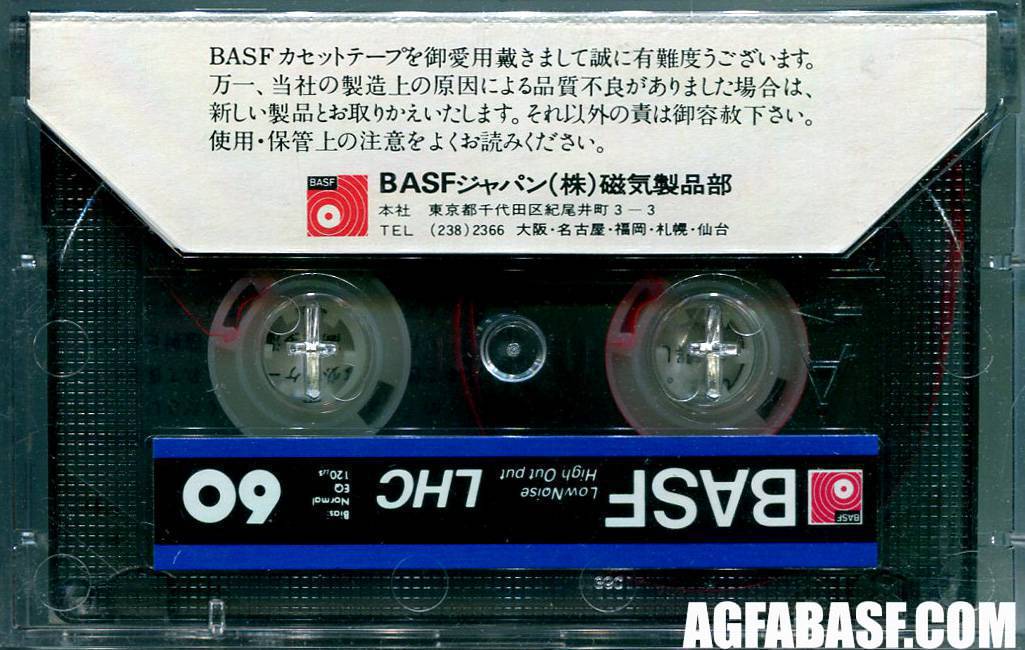 BASFカセットテープを御愛用戴きまして誠に有難度うございます。
万一、当社の製造上の原因による品質不良がありました場合は、
新しい製品とお取りかえいたします。それ以外の責は御容赦下さい。
使用・保管上の注意をよくお読みください。
BASF
BASFジャパン(株)磁気製品部
本社 東京都千代田区紀尾井町3−3
TEL (238)2366 大阪・名古屋・福岡・札幌・仙台
BASF
BASF
LowNoise
High Out put
LHC
Bias: Normal
EQ 120μs
60
AGFABASF.COM